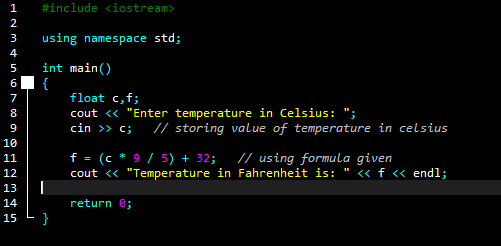 1 #include <iostream>
2
3 using namespace std;
4
5 int main()
6 {
7     float c,f;
8     cout << "Enter temperature in Celsius: ";
9     cin >> c;   // storing value of temperature in celsius
10
11     f = (c * 9 / 5) + 32;   // using formula given
12     cout << "Temperature in Fahrenheit is: " << f << endl;
13
14     return 0;
15 }